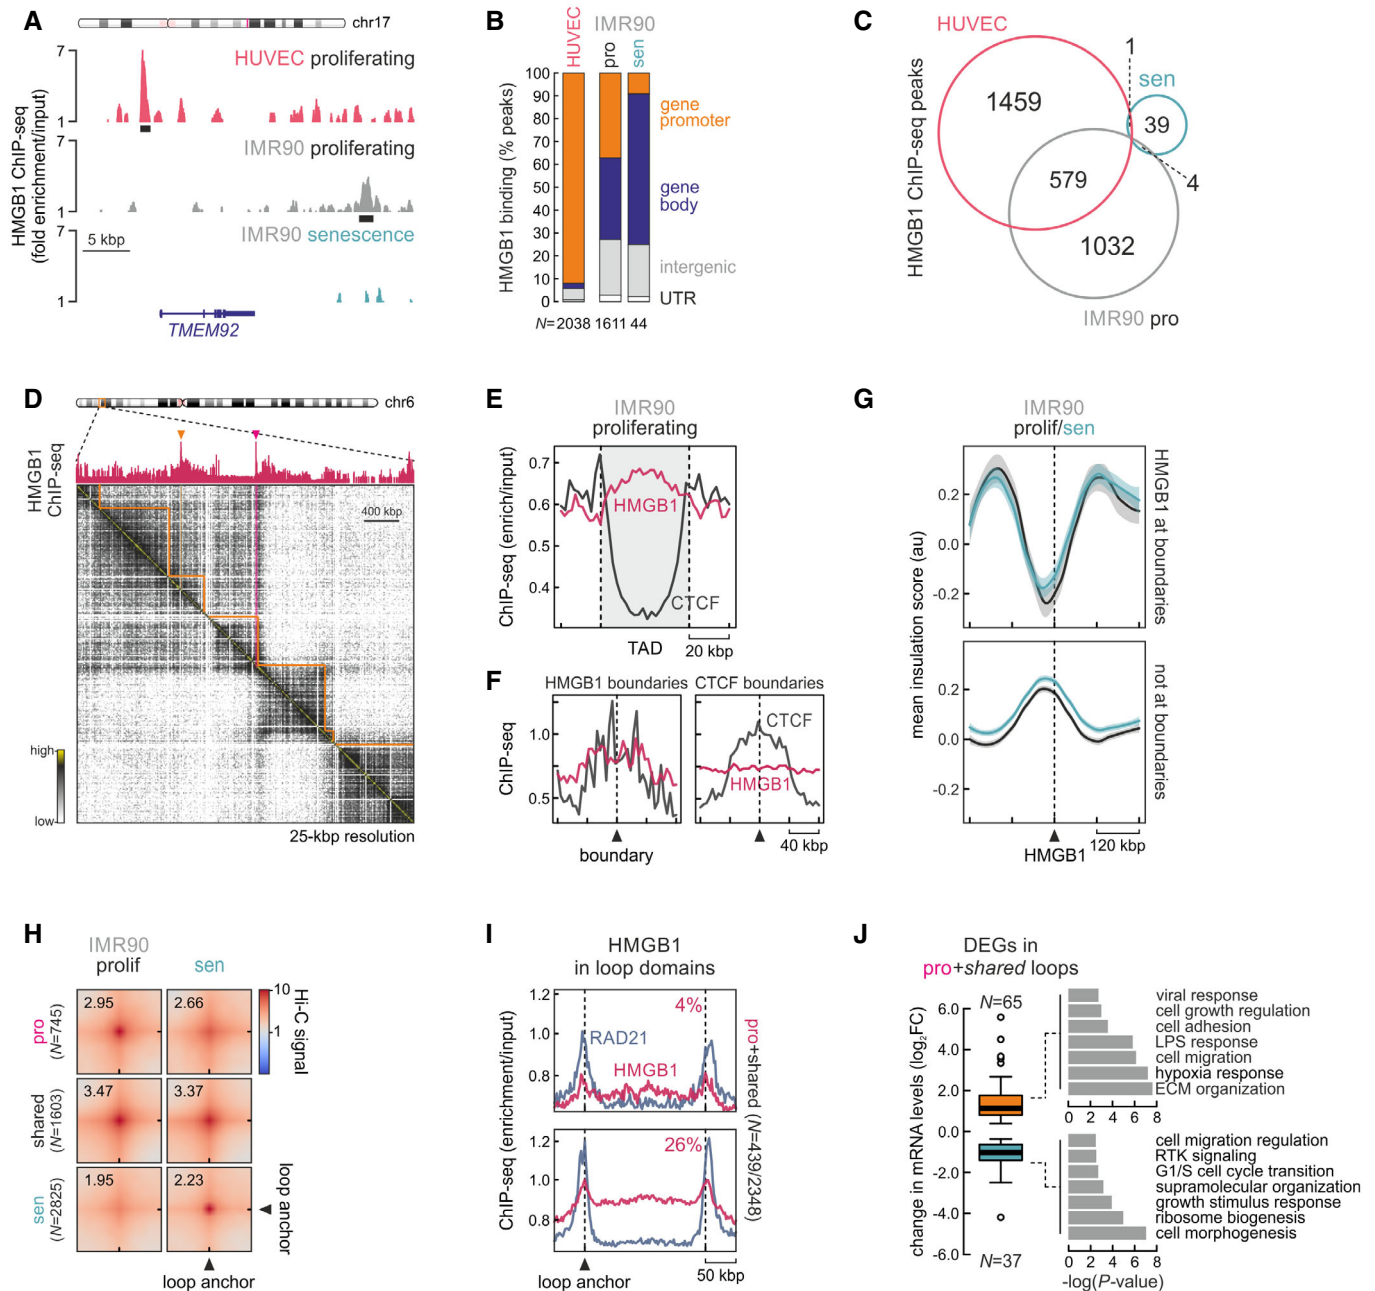 A
chr17
HMGB1 ChIP-seq
(fold enrichment/input)
7
HUVEC proliferating
1
7
IMR90 proliferating
1
7
IMR90 senescence
5 kbp
1
TMEM92
B
HUVEC
IMR90
pro
sen
HMGB1 binding (% peaks)
100
90
80
70
60
50
40
30
20
10
0
gene
promoter
gene
body
intergenic
UTR
N= 2038 1611 44
C
HUVEC
HMGB1 ChIP-seq peaks
1
sen
1459
39
579
4
1032
IMR90 pro
D
chr6
HMGB1
ChIP-seq
400 kbp
high
low
25-kbp resolution
E
IMR90
proliferating
ChIP-seq (enrich/input)
0.7
0.6
0.5
0.4
HMGB1
CTCF
TAD
20 kbp
F
HMGB1 boundaries
CTCF boundaries
ChIP-seq
1.0
0.5
CTCF
HMGB1
boundary
40 kbp
G
IMR90
prolif/sen
mean insulation score (au)
0.2
0.0
-0.2
HMGB1 at boundaries
0.2
0.0
-0.2
not at boundaries
HMGB1
120 kbp
H
IMR90
prolif
sen
pro
(N=745)
2.95
2.66
10
1
Hi-C signal
shared
(N=1603)
3.47
3.37
sen
(N=2825)
1.95
2.23
loop anchor
loop anchor
I
HMGB1
in loop domains
ChIP-seq (enrichment/input)
1.2
1.0
0.8
4%
RAD21
HMGB1
ChIP-seq (enrichment/input)
1.2
1.0
0.8
26%
pro+shared (N=439/2348)
loop anchor
50 kbp
J
DEGs in
pro+shared loops
change in mRNA levels (log2FC)
6.0
4.0
2.0
0.0
-2.0
-4.0
-6.0
N=65
N=37
viral response
cell growth regulation
cell adhesion
LPS response
cell migration
hypoxia response
ECM organization
0 2 4 6 8
cell migration regulation
RTK signaling
G1/S cell cycle transition
supramolecular organization
growth stimulus response
ribosome biogenesis
cell morphogenesis
0 2 4 6 8
-log(P-value)